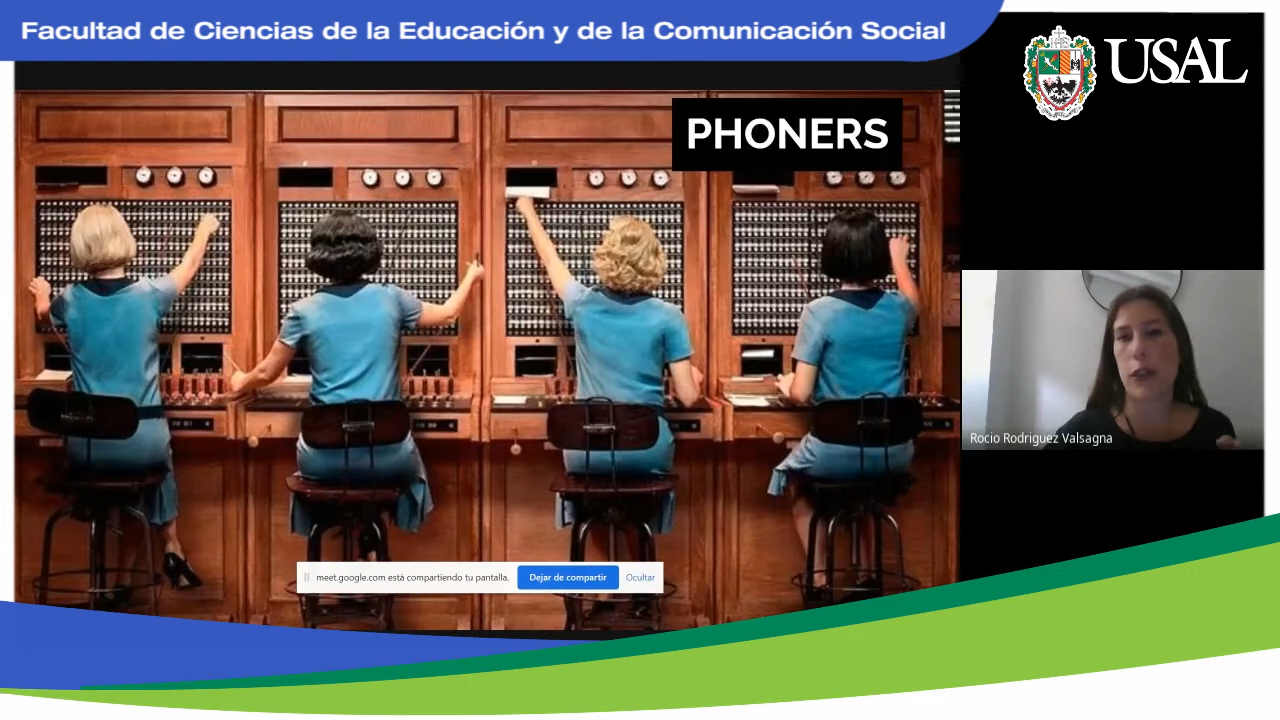 Facultad de Ciencias de la Educación y de la Comunicación Social
USAL
PHONERS
Rocio Rodriguez Valsagna
meet.google.com está compartiendo tu pantalla.
Dejar de compartir
Ocultar